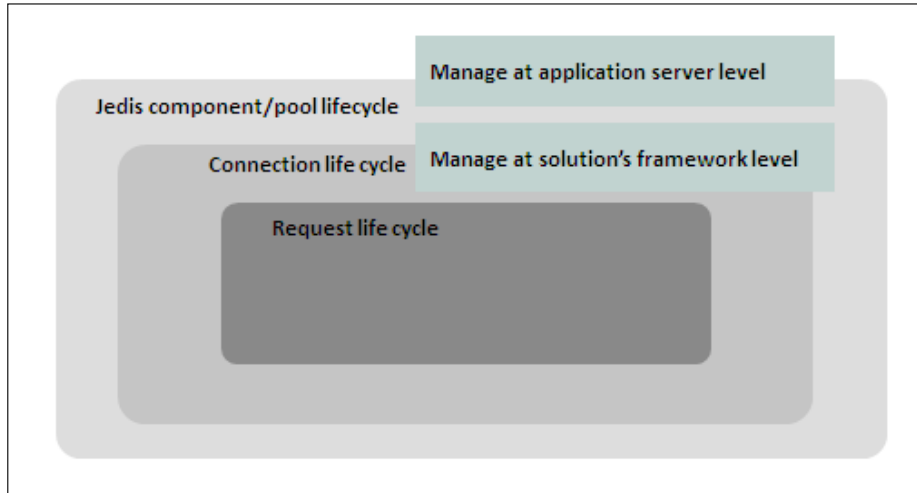 Manage at application server level
Jedis component/pool lifecycle
Manage at solution's framework level
Connection life cycle
Request life cycle